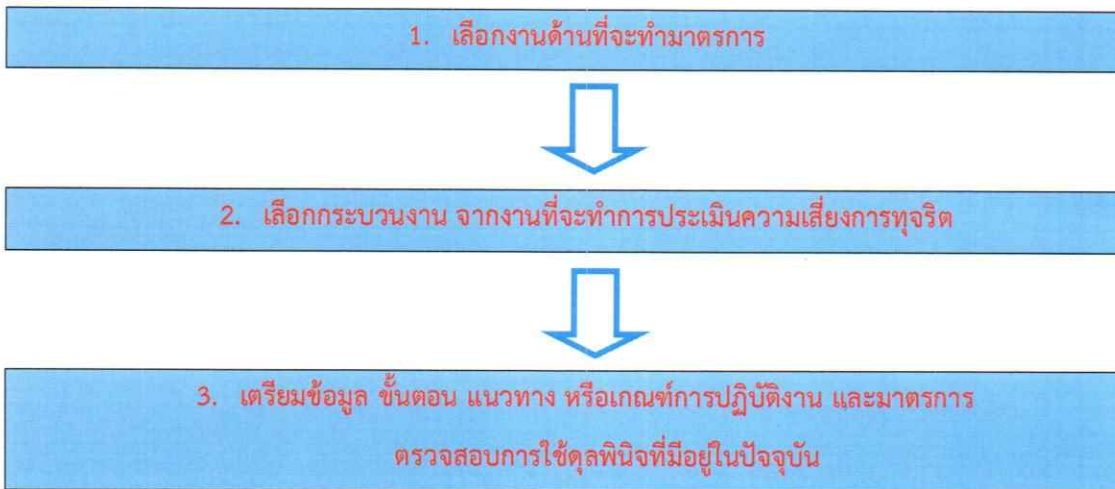 1. เลือกงานด้านที่จะทำมาตรการ
2. เลือกกระบวนงาน จากงานที่จะทำการประเมินความเสี่ยงการทุจริต
3. เตรียมข้อมูล ขั้นตอน แนวทาง หรือเกณฑ์การปฏิบัติงาน และมาตรการ
ตรวจสอบการใช้ดุลพินิจที่มีอยู่ในปัจจุบัน